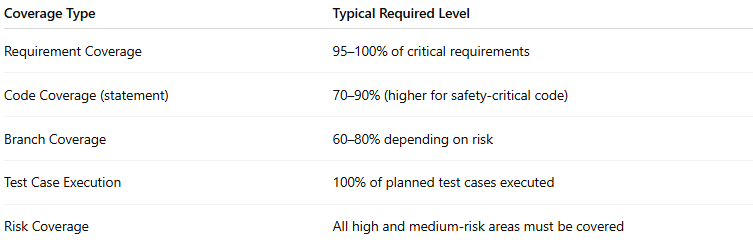 Coverage Type Typical Required Level
Requirement Coverage 95–100% of critical requirements
Code Coverage (statement) 70–90% (higher for safety-critical code)
Branch Coverage 60–80% depending on risk
Test Case Execution 100% of planned test cases executed
Risk Coverage All high and medium-risk areas must be covered